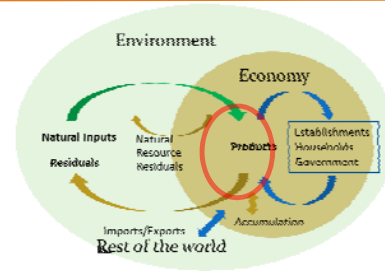 Environment
Economy
Natural Inputs
Residuals
Natural
Resource
Residuals
Products
Establishments
Households
Government
Accumulation
Imports/Exports
Rest of the world